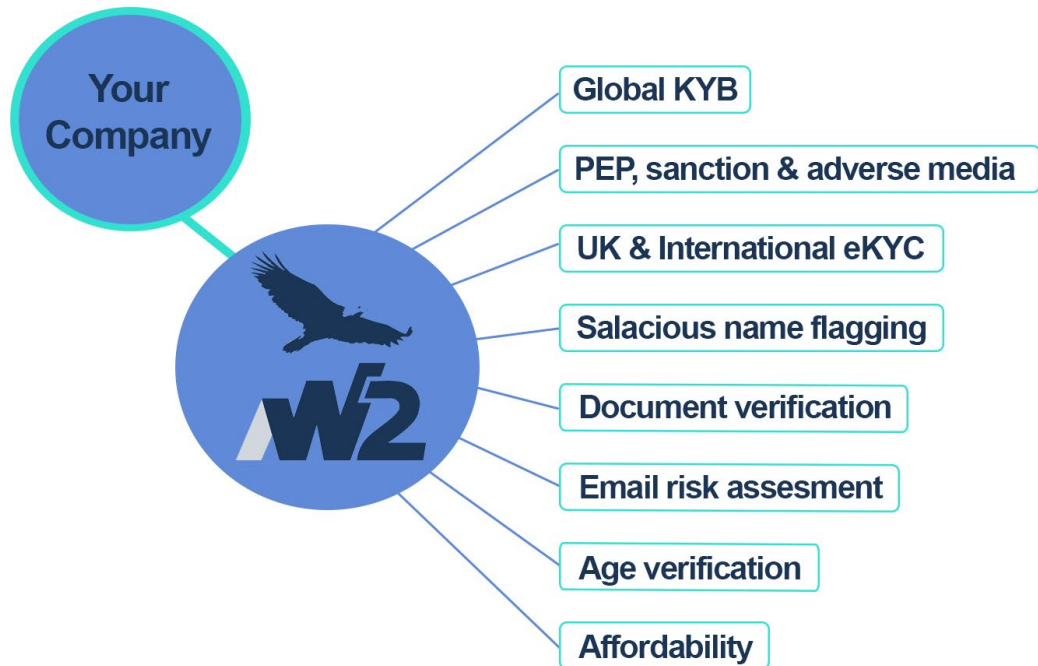 Your
Company
W2
Global KYB
PEP, sanction & adverse media
UK & International eKYC
Salacious name flagging
Document verification
Email risk assesment
Age verification
Affordability